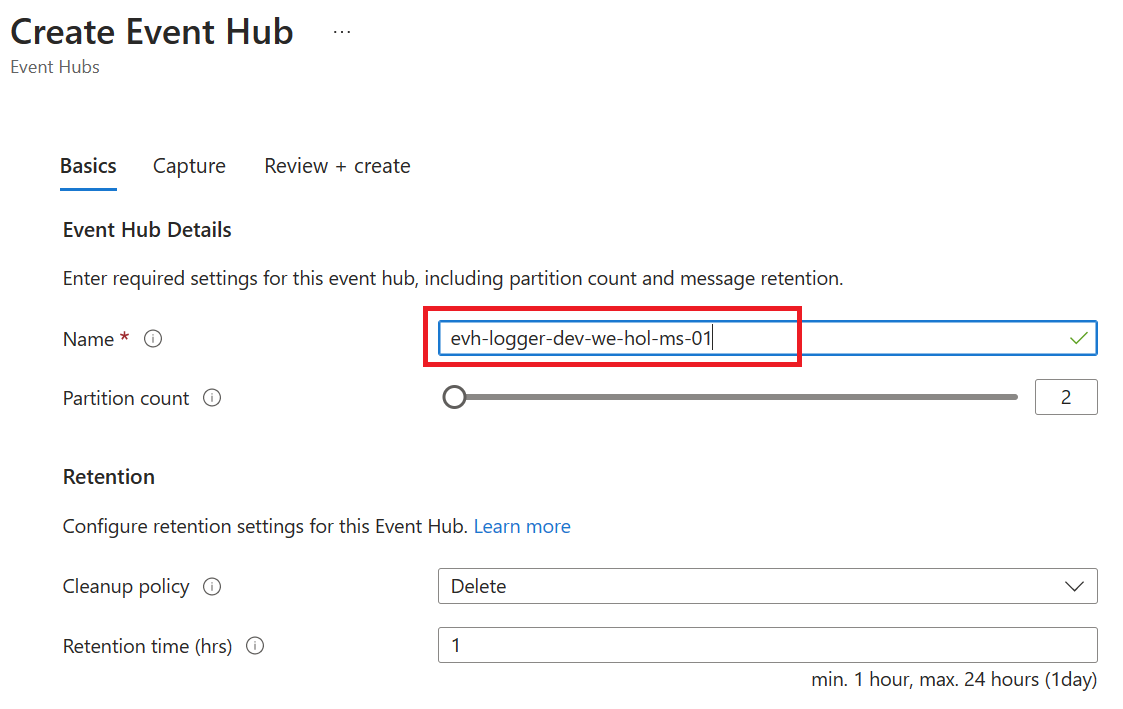 Create Event Hub ...
Event Hubs
Basics Capture Review + create
Event Hub Details
Enter required settings for this event hub, including partition count and message retention.
Name * evh-logger-dev-we-hol-ms-01
Partition count 2
Retention
Configure retention settings for this Event Hub. Learn more
Cleanup policy Delete
Retention time (hrs) 1
min. 1 hour, max. 24 hours (1day)